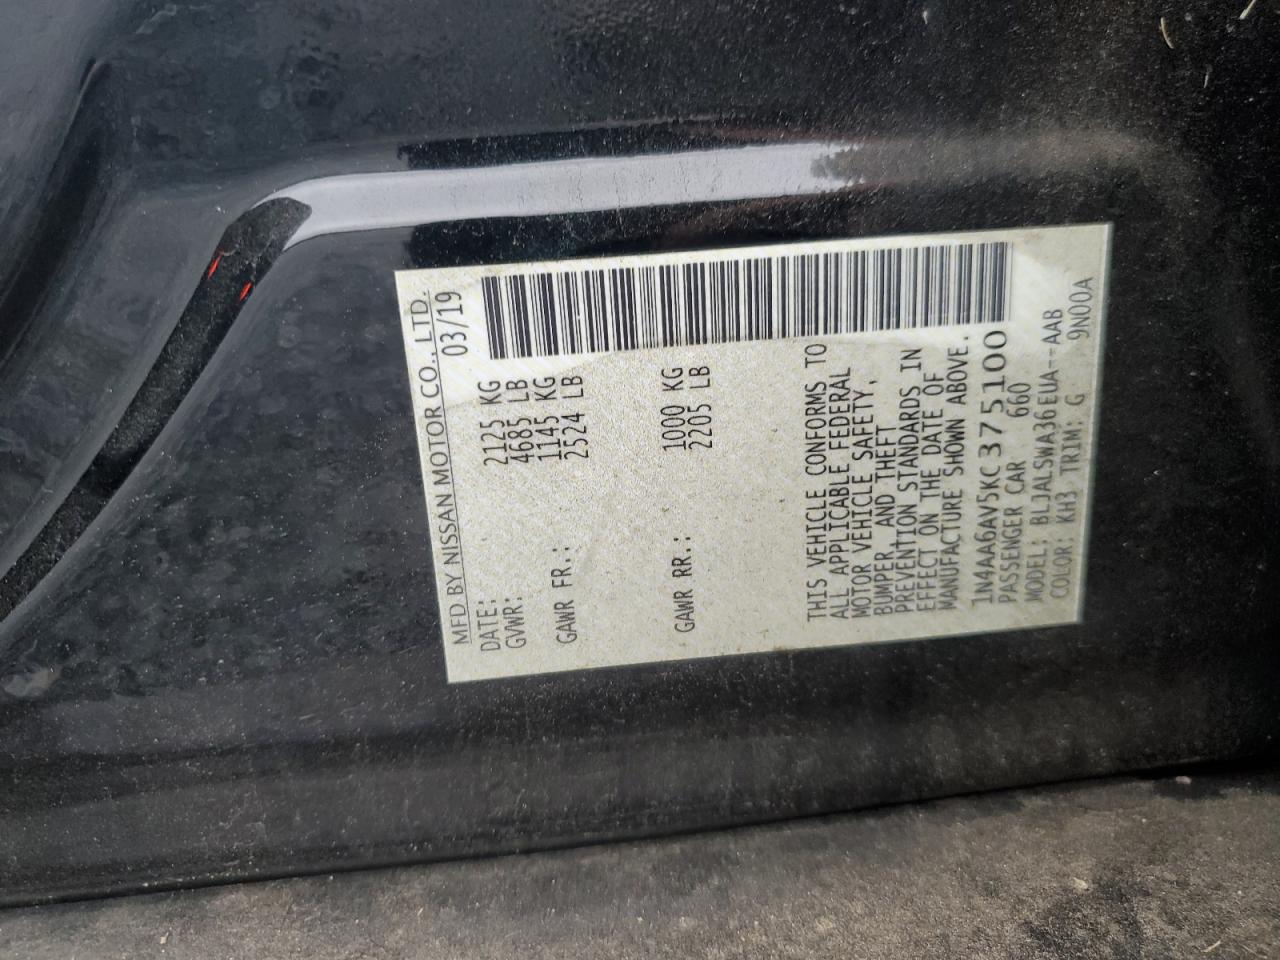 MFD BY NISSAN MOTOR CO., LTD.
DATE: 03/19
GVWR: 2125 KG
4685 LB
GAWR FR.: 1145 KG
2524 LB
GAWR RR.: 1000 KG
2205 LB
THIS VEHICLE CONFORMS TO
ALL APPLICABLE FEDERAL
MOTOR VEHICLE SAFETY,
BUMPER, AND THEFT
PREVENTION STANDARDS IN
EFFECT ON THE DATE OF
MANUFACTURE SHOWN ABOVE.
1N4AA6AV5KC375100
PASSENGER CAR 660
MODEL: BLJALSWA36EUA--AAB
COLOR: KH3 TRIM: G 9N00A